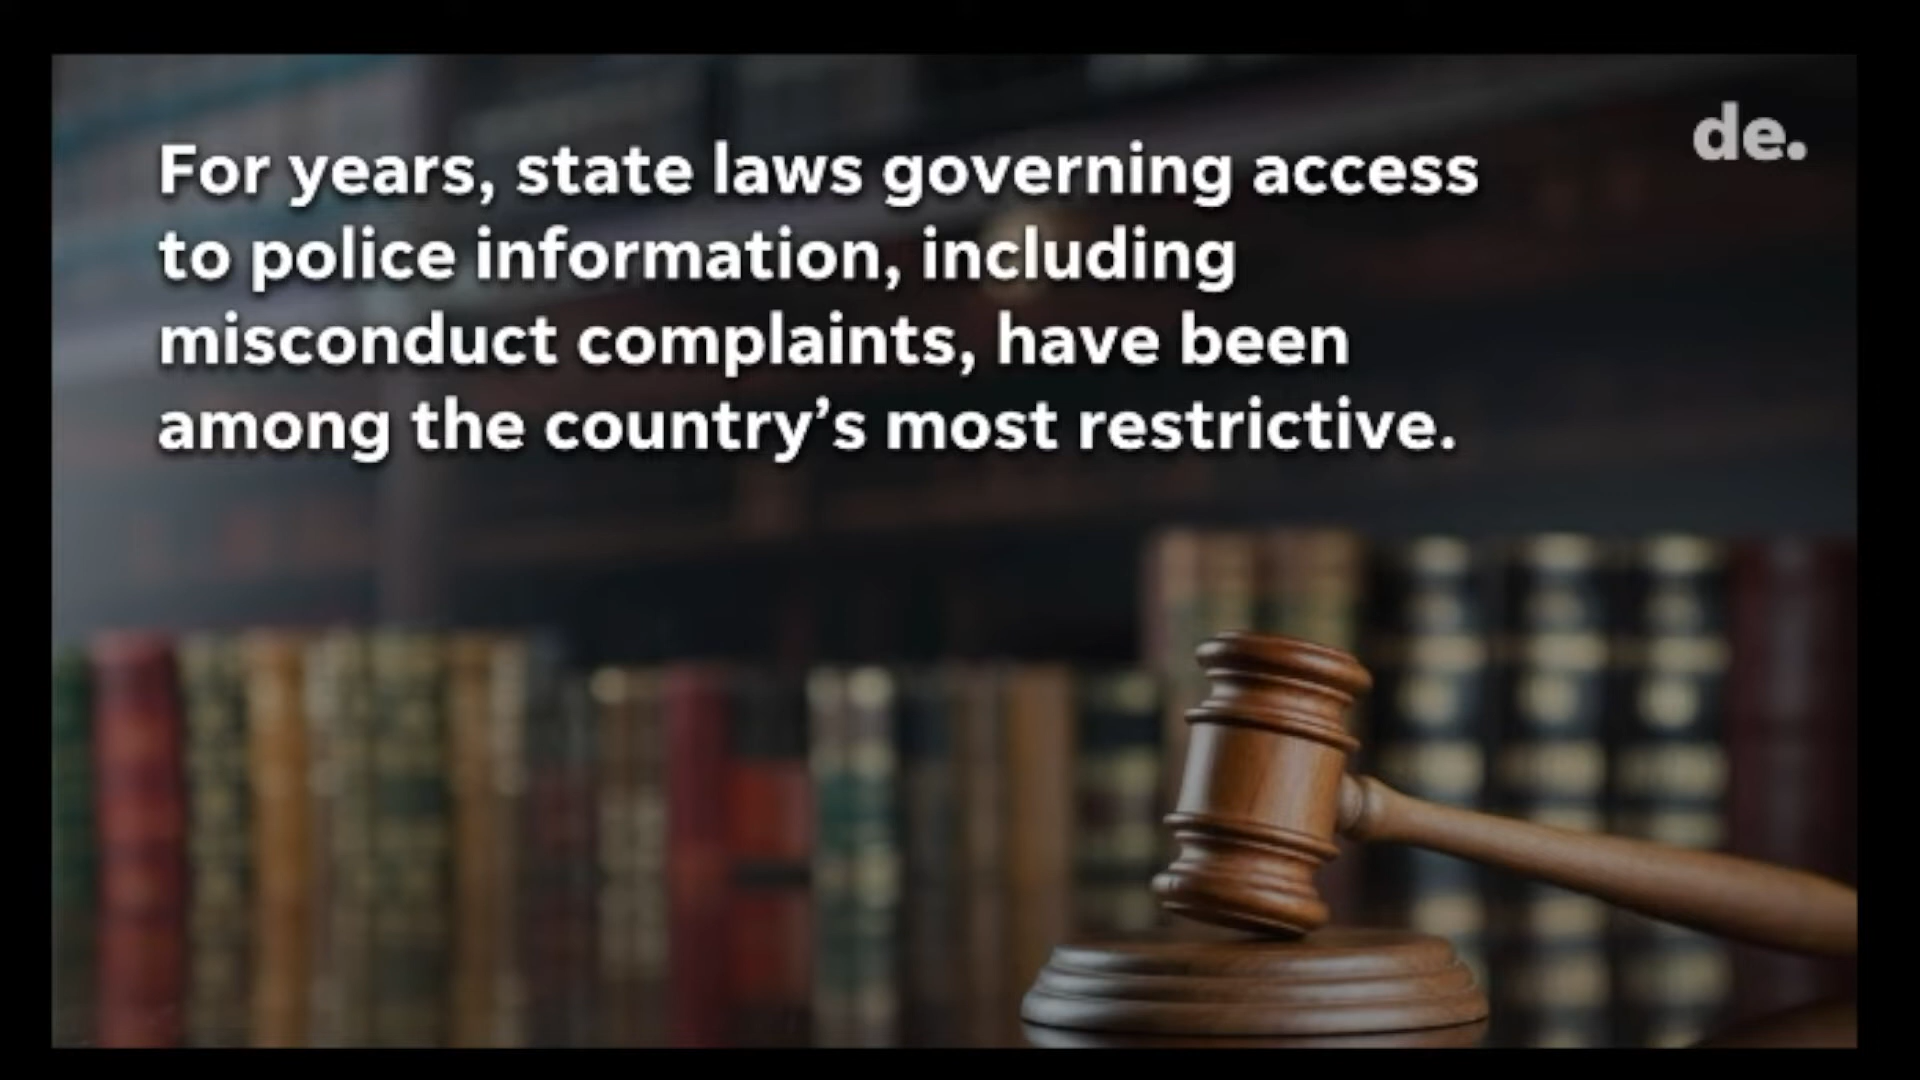 de.
For years, state laws governing access
to police information, including
misconduct complaints, have been
among the country’s most restrictive.